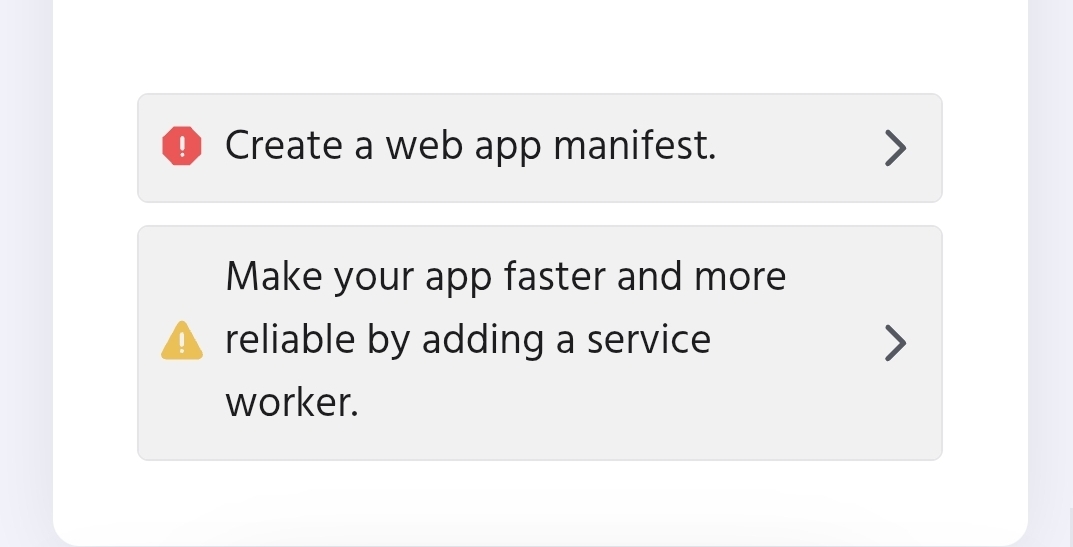 Create a web app manifest.
Make your app faster and more
reliable by adding a service
worker.